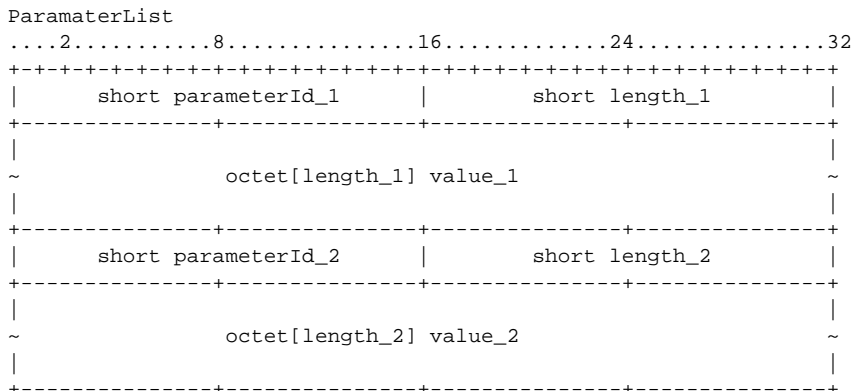 ParamaterList
....2...........8...............16.............24...............32
+-+-+-+-+-+-+-+-+-+-+-+-+-+-+-+-+-+-+-+-+-+-+-+-+-+-+-+-+-+-+-+-+
|      short parameterId_1      |        short length_1         |
+---------------+---------------+---------------+---------------+
|                                                               |
~                octet[length_1] value_1                        ~
|                                                               |
+---------------+---------------+---------------+---------------+
|      short parameterId_2      |        short length_2         |
+---------------+---------------+---------------+---------------+
|                                                               |
~                octet[length_2] value_2                        ~
|                                                               |
+---------------+---------------+---------------+---------------+